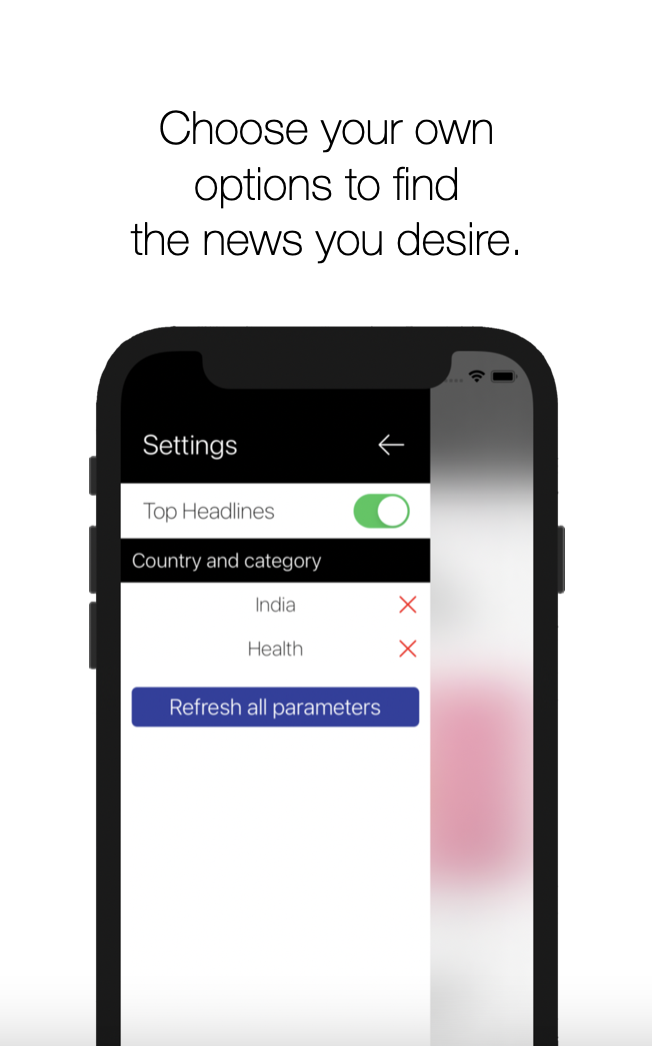 Choose your own
options to find
the news you desire.
Settings
Top Headlines
Country and category
India
Health
Refresh all parameters